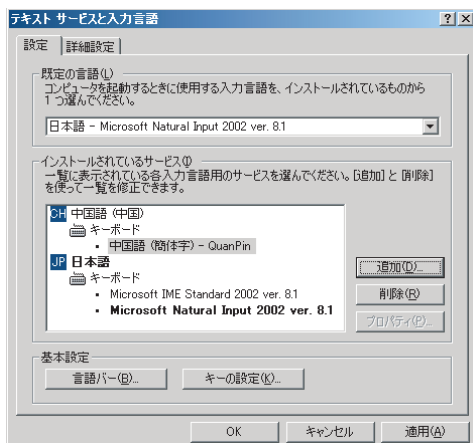 テキスト サービスと入力言語
設定
詳細設定
既定の言語(L)
コンピュータを起動するときに使用する入力言語を、インストールされているものから
1 つ選んでください。
日本語 - Microsoft Natural Input 2002 ver. 8.1
インストールされているサービス(I)
一覧に表示されている各入力言語用のサービスを選んでください。[追加] と [削除]
を使って一覧を修正できます。
CH 中国語 (中国)
キーボード
• 中国語 (簡体字) - QuanPin
JP 日本語
キーボード
• Microsoft IME Standard 2002 ver. 8.1
• Microsoft Natural Input 2002 ver. 8.1
追加(D)...
削除(R)
プロパティ(P)...
基本設定
言語バー(B)...
キーの設定(K)...
OK
キャンセル
適用(A)